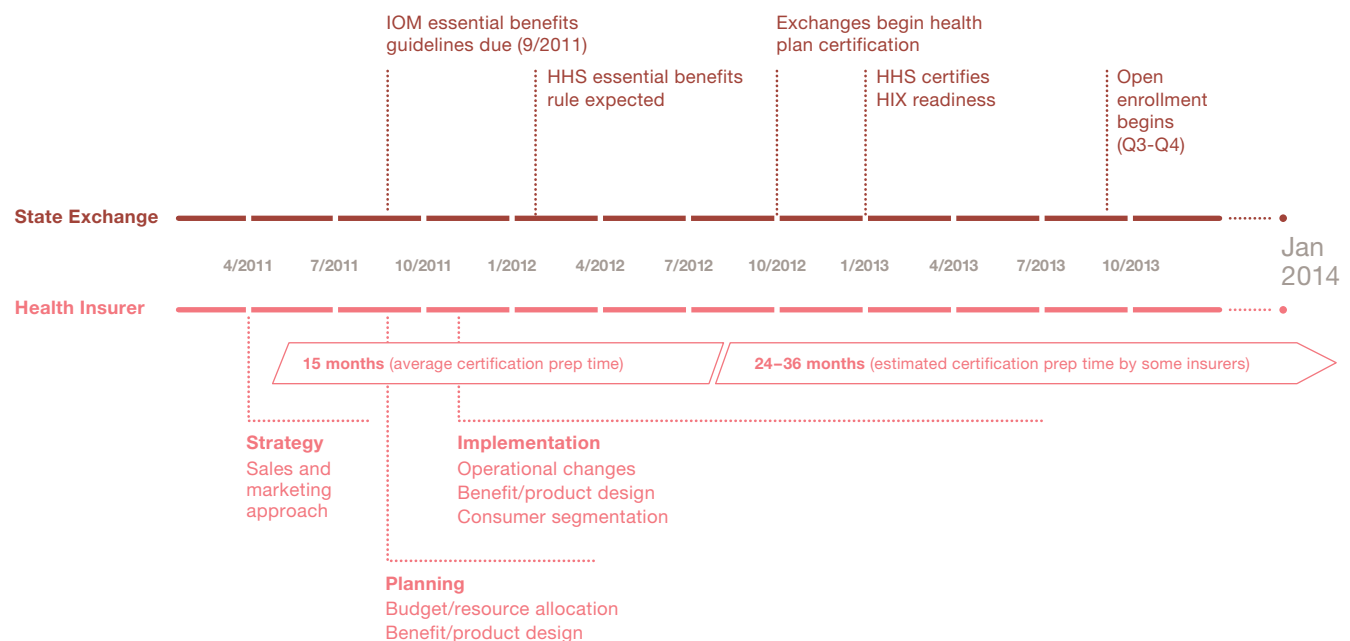 IOM essential benefits
guidelines due (9/2011)
Exchanges begin health
plan certification
HHS essential benefits
rule expected
HHS certifies
HIX readiness
Open
enrollment
begins
(Q3-Q4)
State Exchange
4/2011 7/2011 10/2011 1/2012 4/2012 7/2012 10/2012 1/2013 4/2013 7/2013 10/2013
Jan
2014
Health Insurer
15 months (average certification prep time)
24–36 months (estimated certification prep time by some insurers)
Strategy
Sales and
marketing
approach
Implementation
Operational changes
Benefit/product design
Consumer segmentation
Planning
Budget/resource allocation
Benefit/product design